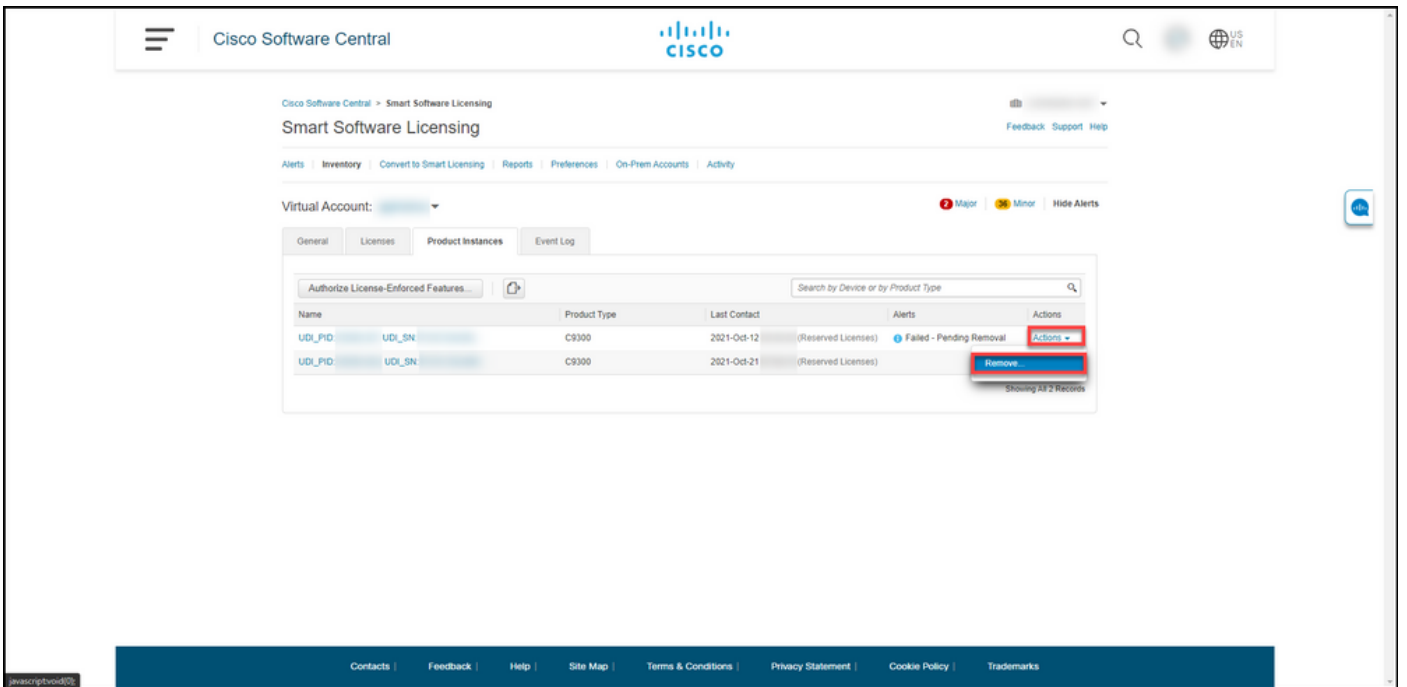 Cisco Software Central
CISCO
US
EN
Cisco Software Central > Smart Software Licensing
Smart Software Licensing
Feedback Support Help
Alerts | Inventory | Convert to Smart Licensing | Reports | Preferences | On-Prem Accounts | Activity
Virtual Account:
2 Major | 36 Minor | Hide Alerts
General Licenses Product Instances Event Log
Authorize License-Enforced Features... Search by Device or by Product Type
Name Product Type Last Contact Alerts Actions
UDI_PID: UDI_SN: C9300 2021-Oct-12 (Reserved Licenses) Failed - Pending Removal Actions
UDI_PID: UDI_SN: C9300 2021-Oct-21 (Reserved Licenses)
Remove...
Showing All 2 Records
Contacts | Feedback | Help | Site Map | Terms & Conditions | Privacy Statement | Cookie Policy | Trademarks
javascript:void(0);